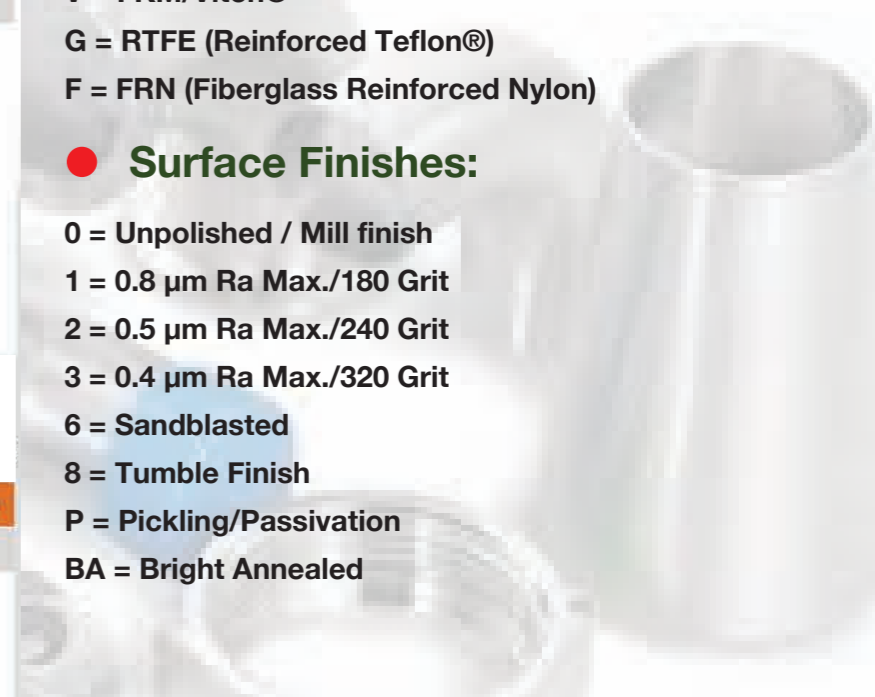 G = RTFE (Reinforced Teflon®)
F = FRN (Fiberglass Reinforced Nylon)
Surface Finishes:
0 = Unpolished / Mill finish
1 = 0.8 µm Ra Max./180 Grit
2 = 0.5 µm Ra Max./240 Grit
3 = 0.4 µm Ra Max./320 Grit
6 = Sandblasted
8 = Tumble Finish
P = Pickling/Passivation
BA = Bright Annealed